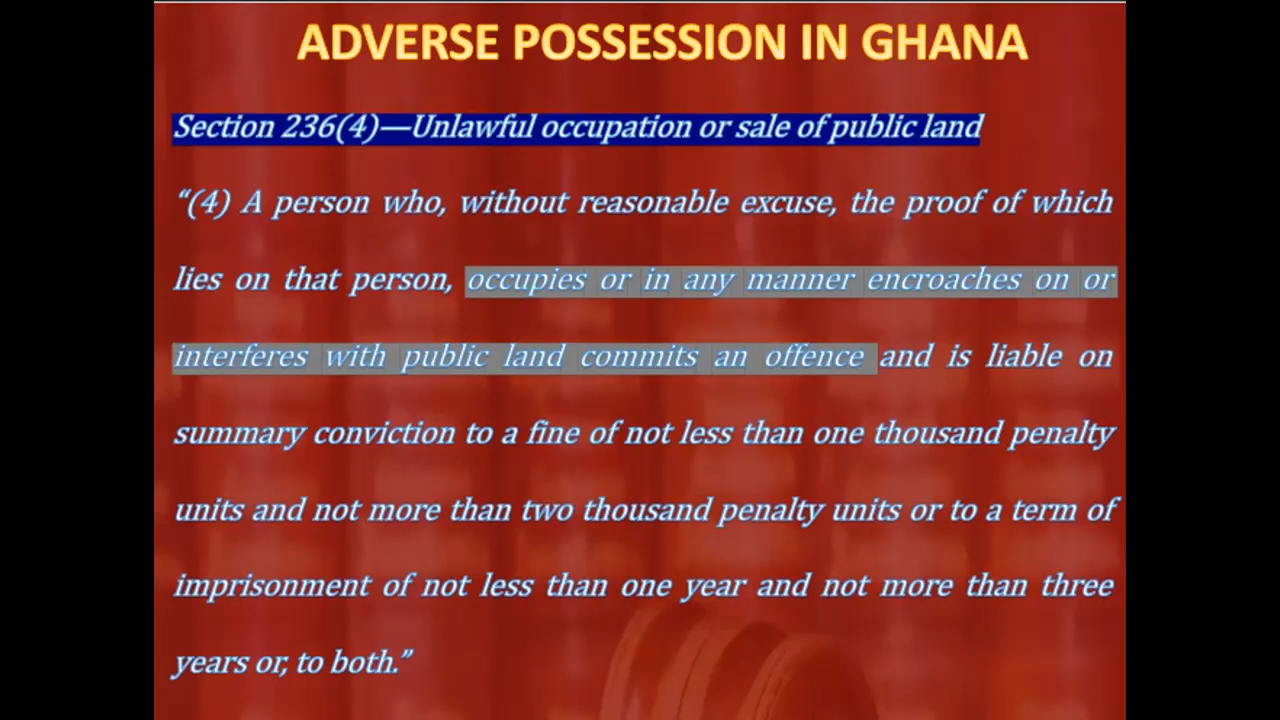 ADVERSE POSSESSION IN GHANA
Section 236(4)—Unlawful occupation or sale of public land
“(4) A person who, without reasonable excuse, the proof of which
lies on that person, occupies or in any manner encroaches on or
interferes with public land commits an offence and is liable on
summary conviction to a fine of not less than one thousand penalty
units and not more than two thousand penalty units or to a term of
imprisonment of not less than one year and not more than three
years or, to both.”